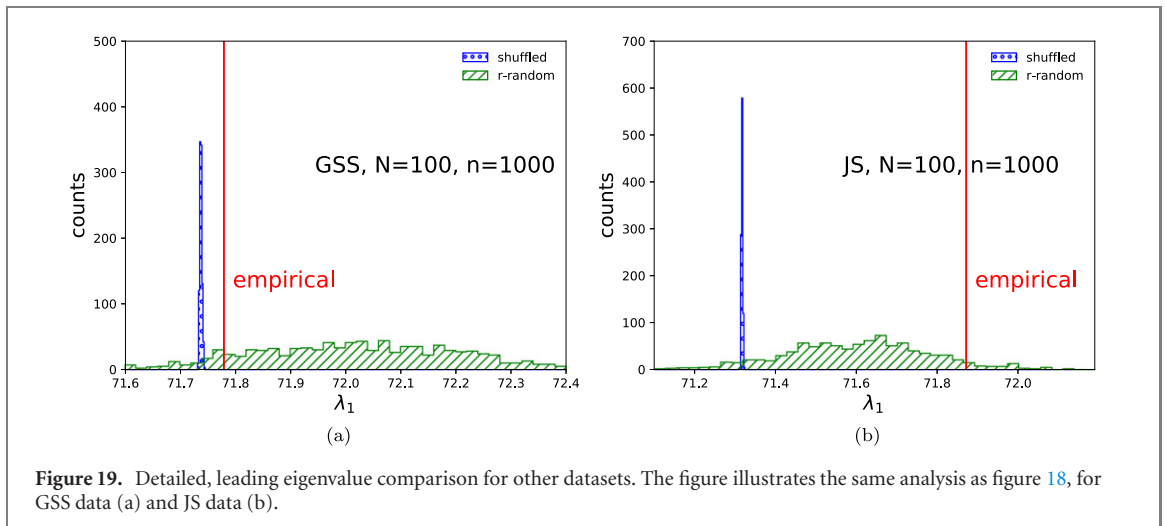 500
400
300
200
100
0
counts
shuffled
r-random
GSS, N=100, n=1000
empirical
71.6 71.7 71.8 71.9 72.0 72.1 72.2 72.3 72.4
λ1
(a)
700
600
500
400
300
200
100
0
counts
shuffled
r-random
JS, N=100, n=1000
empirical
71.2 71.4 71.6 71.8 72.0
λ1
(b)
Figure 19. Detailed, leading eigenvalue comparison for other datasets. The figure illustrates the same analysis as figure 18, for
GSS data (a) and JS data (b).